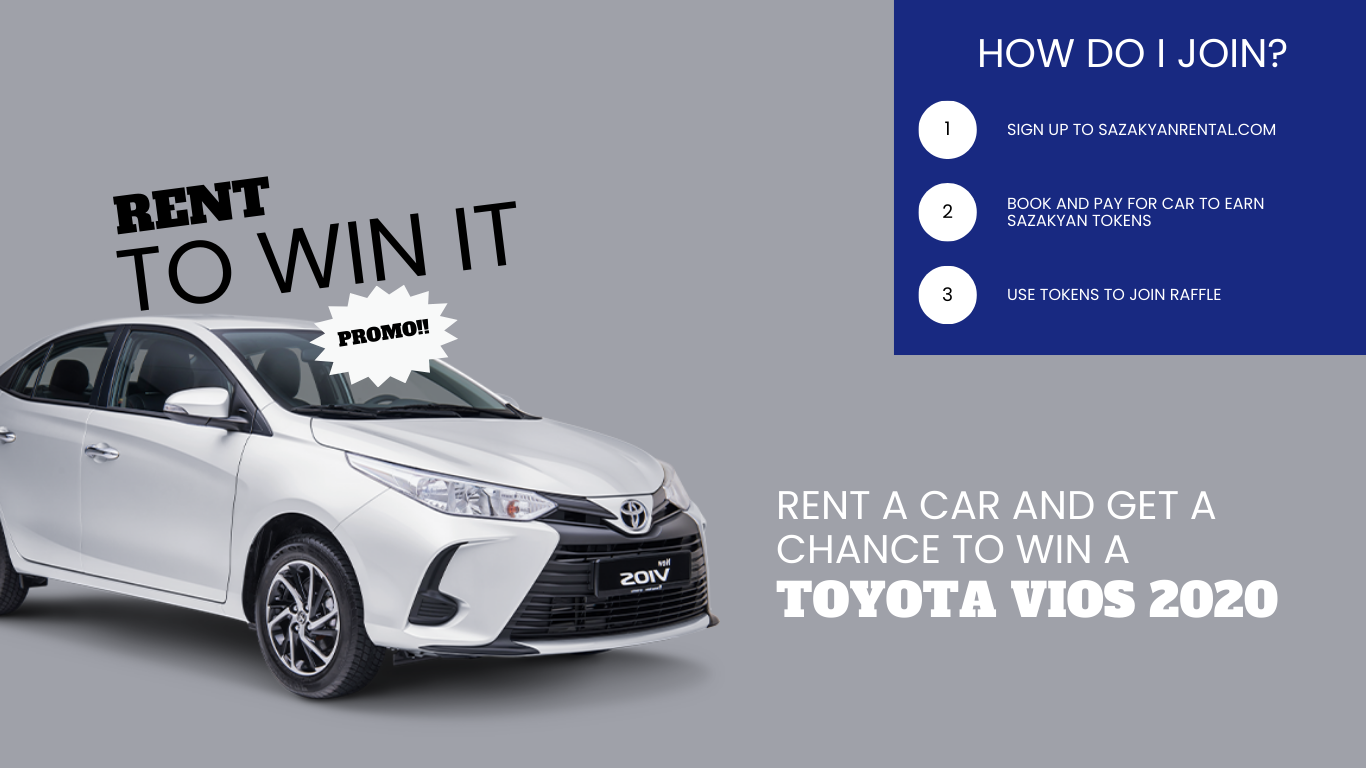 RENT
TO WIN IT
PROMO!!
New
VIOS
HOW DO I JOIN?
1
SIGN UP TO SAZAKYANRENTAL.COM
2
BOOK AND PAY FOR CAR TO EARN
SAZAKYAN TOKENS
3
USE TOKENS TO JOIN RAFFLE
RENT A CAR AND GET A
CHANCE TO WIN A
TOYOTA VIOS 2020